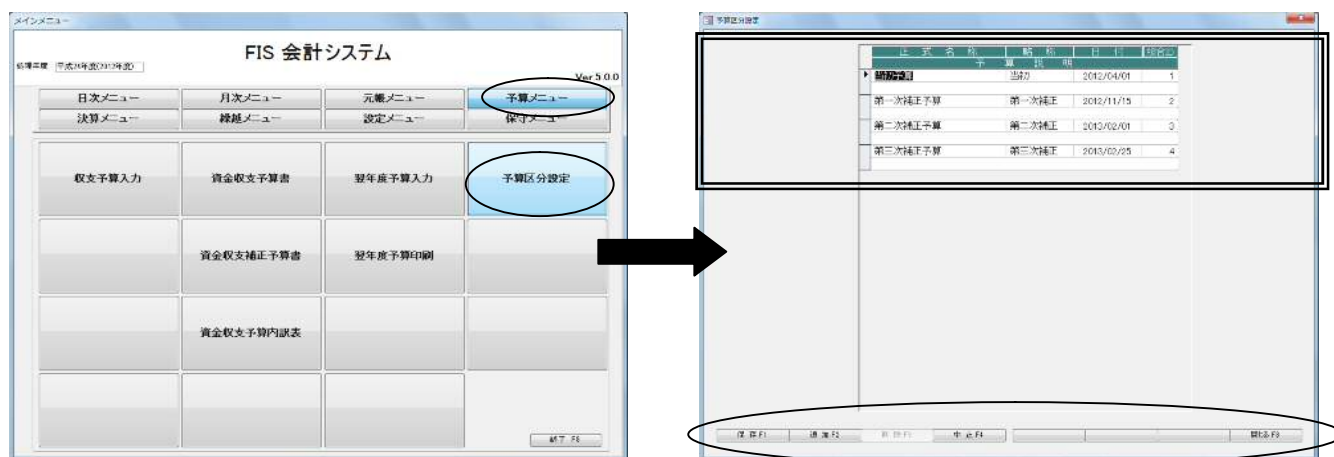 メインメニュー
FIS 会計システム
処理年度 平成24年度(2012年度)
Ver 5.0.0
日次メニュー 月次メニュー 元帳メニュー 予算メニュー
決算メニュー 繰越メニュー 設定メニュー 保守メニュー
収支予算入力 資金収支予算書 翌年度予算入力 予算区分設定
資金収支補正予算書 翌年度予算印刷
資金収支予算内訳表
終了 F8
予算区分設定
正式名称 略称 日付
予算説明
当初予算 当初 2012/04/01 1
第一次補正予算 第一次補正 2012/11/15 2
第二次補正予算 第二次補正 2013/02/01 3
第三次補正予算 第三次補正 2013/02/25 4
保存F1 追加F2 削除F3 中止F4 閉じるF8